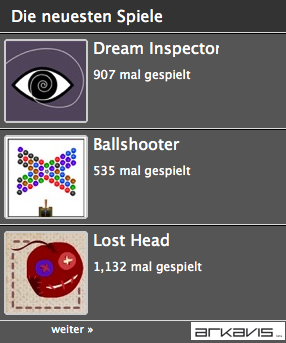 Die neuesten Spiele
Dream Inspector
907 mal gespielt
Ballshooter
535 mal gespielt
Lost Head
1,132 mal gespielt
weiter »
arkavis